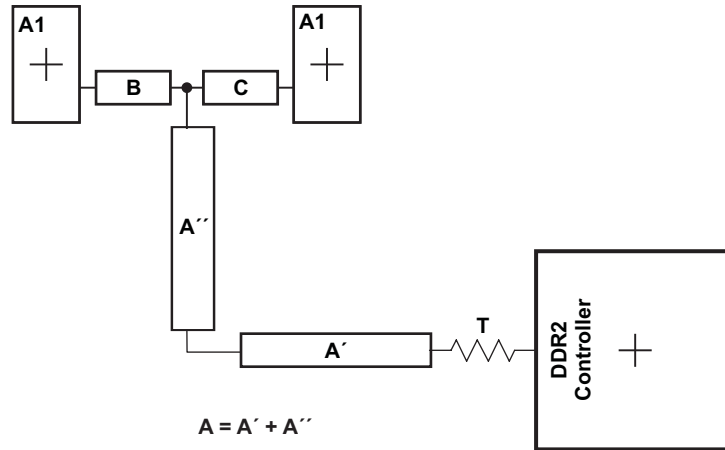 A1
A1
B
C
A´´
T
A´
DDR2
Controller
A = A´ + A´´